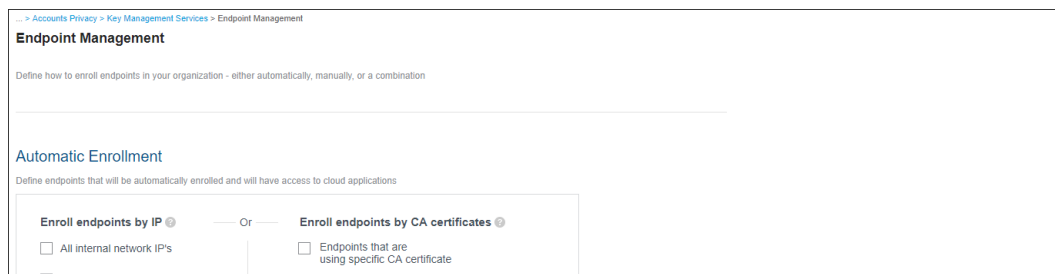 ... > Accounts Privacy > Key Management Services > Endpoint Management
Endpoint Management
Define how to enroll endpoints in your organization - either automatically, manually, or a combination
Automatic Enrollment
Define endpoints that will be automatically enrolled and will have access to cloud applications
Enroll endpoints by IP ? Or Enroll endpoints by CA certificates ?
All internal network IP's
Endpoints that are
using specific CA certificate